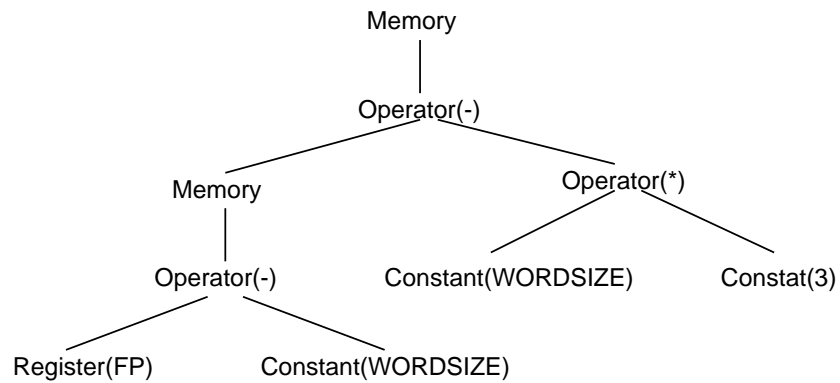 Memory
Operator(-)
Memory
Operator(*)
Operator(-)
Constant(WORDSIZE)
Constat(3)
Register(FP)
Constant(WORDSIZE)